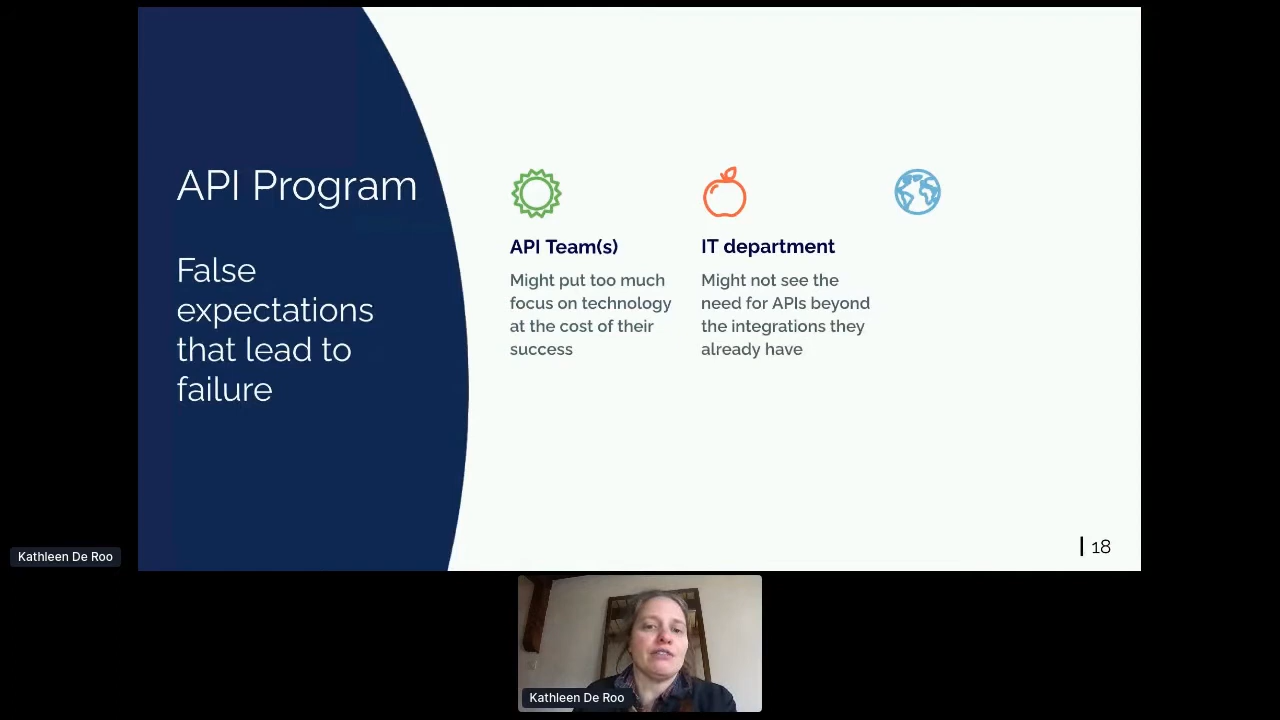 API Program
False
expectations
that lead to
failure
API Team(s)
Might put too much
focus on technology
at the cost of their
success
IT department
Might not see the
need for APIs beyond
the integrations they
already have
18
Kathleen De Roo
Kathleen De Roo